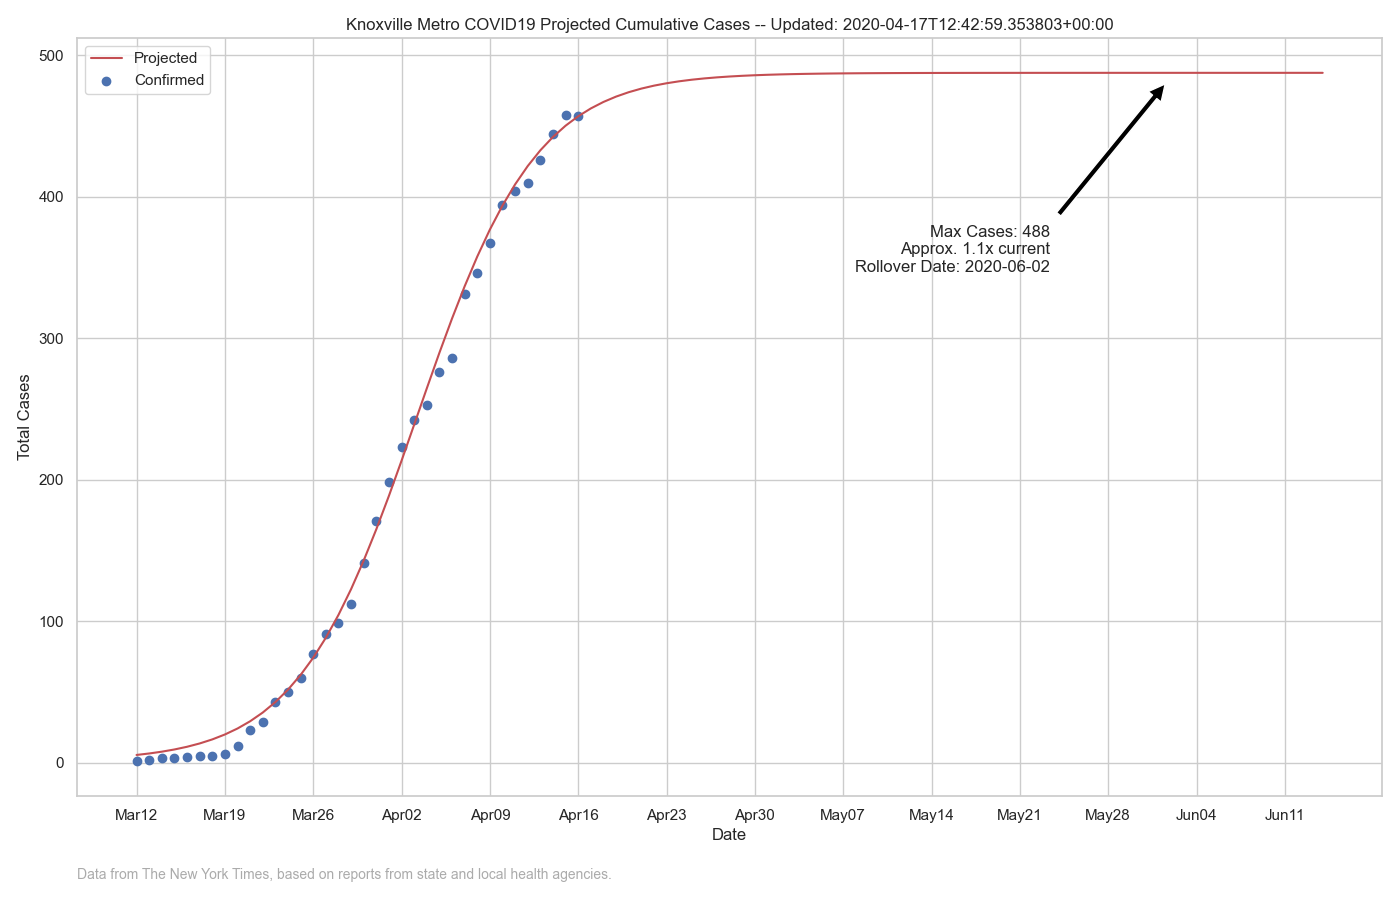 Knoxville Metro COVID19 Projected Cumulative Cases -- Updated: 2020-04-17T12:42:59.353803+00:00
Projected
Confirmed
500
400
300
200
100
0
Total Cases
Max Cases: 488
Approx. 1.1x current
Rollover Date: 2020-06-02
Mar12 Mar19 Mar26 Apr02 Apr09 Apr16 Apr23 Apr30 May07 May14 May21 May28 Jun04 Jun11
Date
Data from The New York Times, based on reports from state and local health agencies.